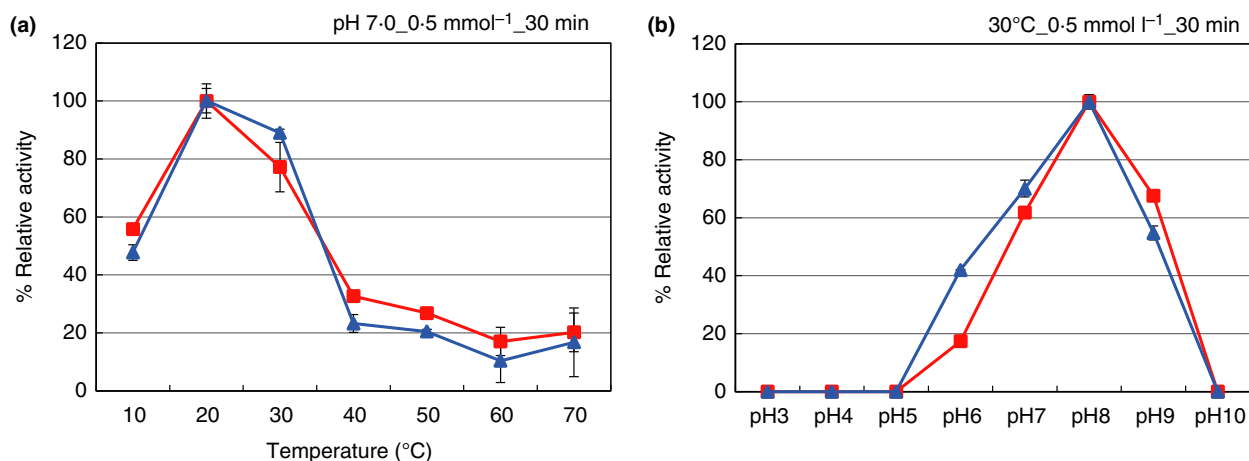 (a)
pH 7·0_0·5 mmol⁻¹_30 min
120
100
80
60
40
20
0
% Relative activity
10 20 30 40 50 60 70
Temperature (°C)
(b)
30°C_0·5 mmol l⁻¹_30 min
120
100
80
60
40
20
0
% Relative activity
pH3 pH4 pH5 pH6 pH7 pH8 pH9 pH10